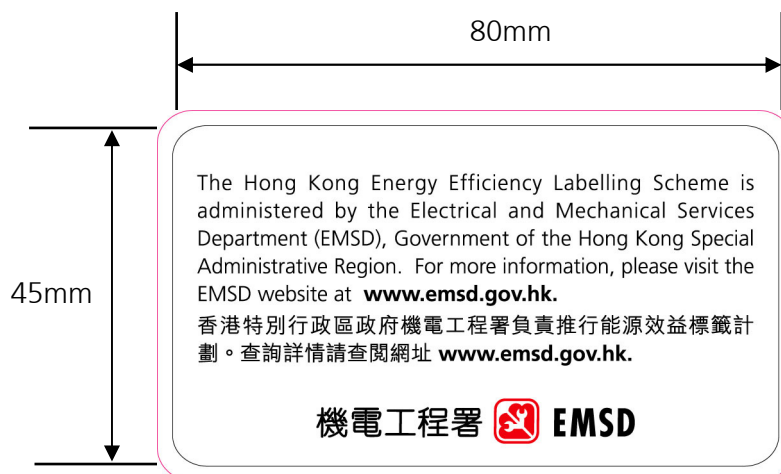 80mm
The Hong Kong Energy Efficiency Labelling Scheme is
administered by the Electrical and Mechanical Services
Department (EMSD), Government of the Hong Kong Special
Administrative Region. For more information, please visit the
45mm
EMSD website at www.emsd.gov.hk.
香港特別行政區政府機電工程署負責推行能源效益標籤計
劃。查詢詳情請查閱網址 www.emsd.gov.hk.
機電工程署 EMSD